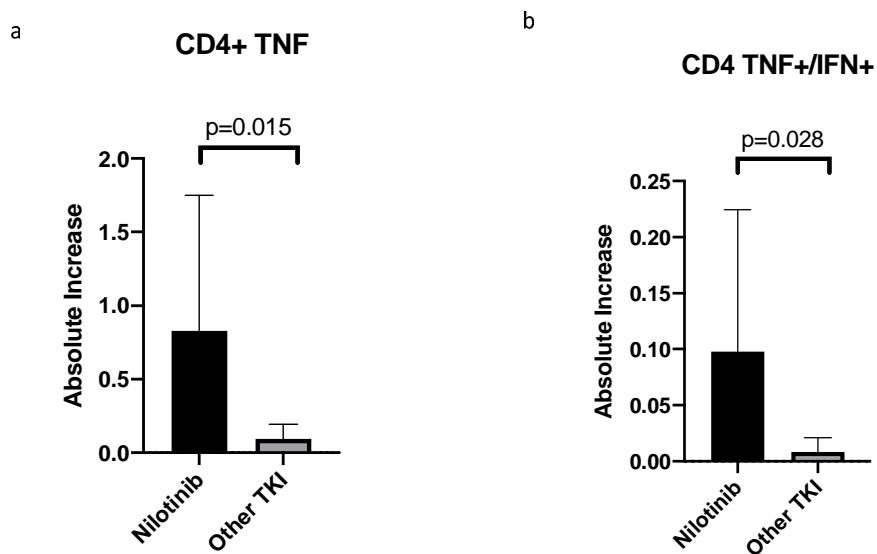 a
CD4+ TNF
p=0.015
2.0
1.5
1.0
0.5
0.0
Absolute Increase
Nilotinib
Other TKI
b
CD4 TNF+/IFN+
p=0.028
0.25
0.20
0.15
0.10
0.05
0.00
Absolute Increase
Nilotinib
Other TKI